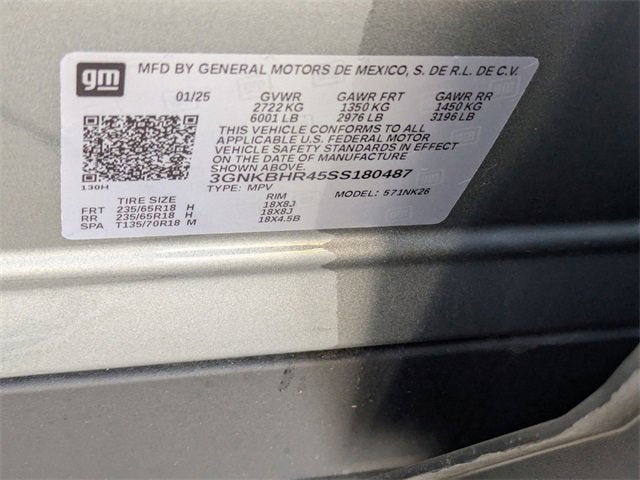 gm
MFD BY GENERAL MOTORS DE MEXICO, S. DE R.L. DE C.V.
01/25 GVWR GAWR FRT GAWR RR
2722 KG 1350 KG 1450 KG
6001 LB 2976 LB 3196 LB
THIS VEHICLE CONFORMS TO ALL
APPLICABLE U.S. FEDERAL MOTOR
VEHICLE SAFETY STANDARDS IN EFFECT
ON THE DATE OF MANUFACTURE
SHOWN ABOVE.
3GNKBHR45SS180487
130H TYPE: MPV MODEL: 571NK26
TIRE SIZE RIM
FRT 235/65R18 H 18X8J
RR 235/65R18 H 18X8J
SPA T135/70R18 M 18X4.5B